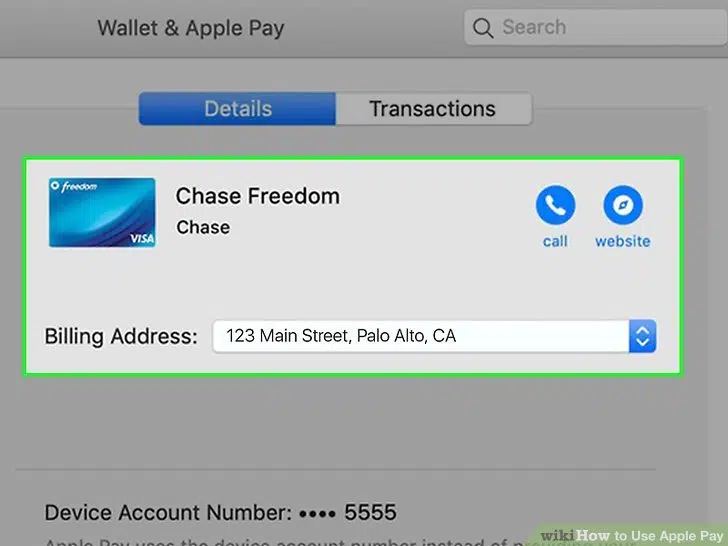 Wallet & Apple Pay
Search
Details
Transactions
freedom
VISA
Chase Freedom
Chase
call
website
Billing Address:
123 Main Street, Palo Alto, CA
Device Account Number: •••• 5555
Apple Pay uses the device account number instead of
wikiHow to Use Apple Pay